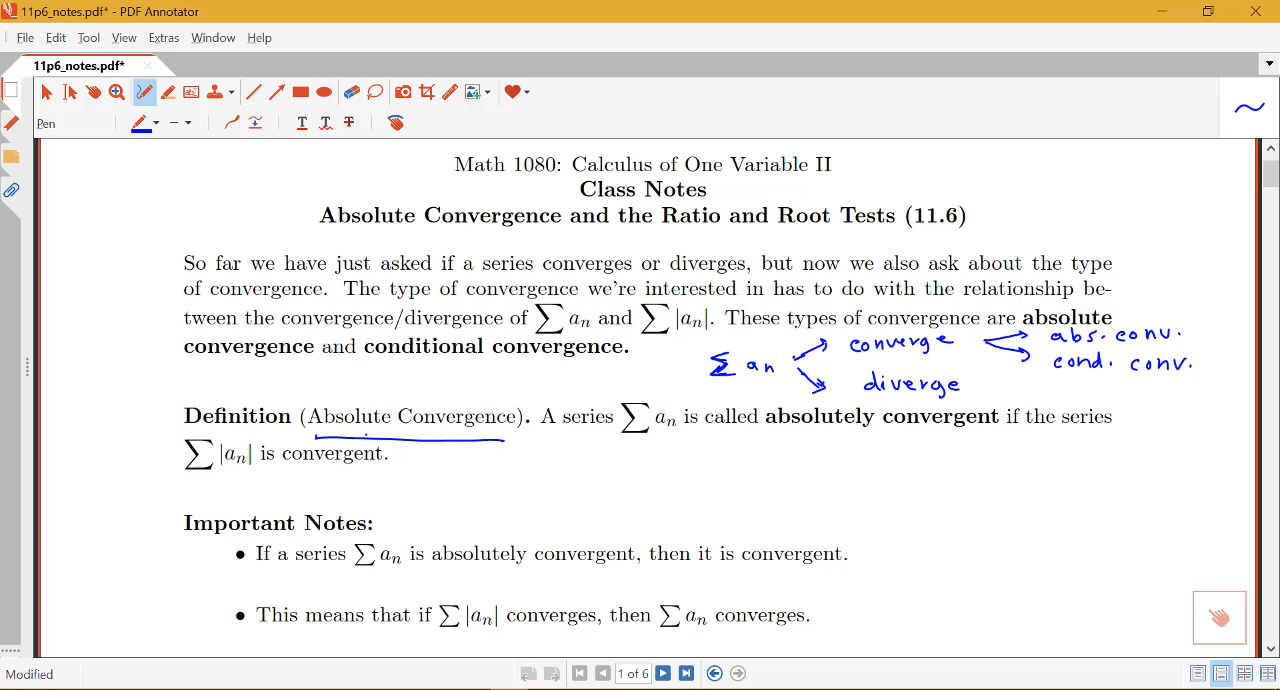 11p6_notes.pdf* - PDF Annotator
File Edit Tool View Extras Window Help
11p6_notes.pdf*
Pen
Math 1080: Calculus of One Variable II
Class Notes
Absolute Convergence and the Ratio and Root Tests (11.6)
So far we have just asked if a series converges or diverges, but now we also ask about the type
of convergence. The type of convergence we're interested in has to do with the relationship be-
tween the convergence/divergence of ∑ aₙ and ∑ |aₙ|. These types of convergence are absolute
convergence and conditional convergence.
∑ aₙ
converge
abs. conv.
cond. conv.
diverge
Definition (Absolute Convergence). A series ∑ aₙ is called absolutely convergent if the series
∑ |aₙ| is convergent.
Important Notes:
• If a series ∑ aₙ is absolutely convergent, then it is convergent.
• This means that if ∑ |aₙ| converges, then ∑ aₙ converges.
Modified
1 of 6